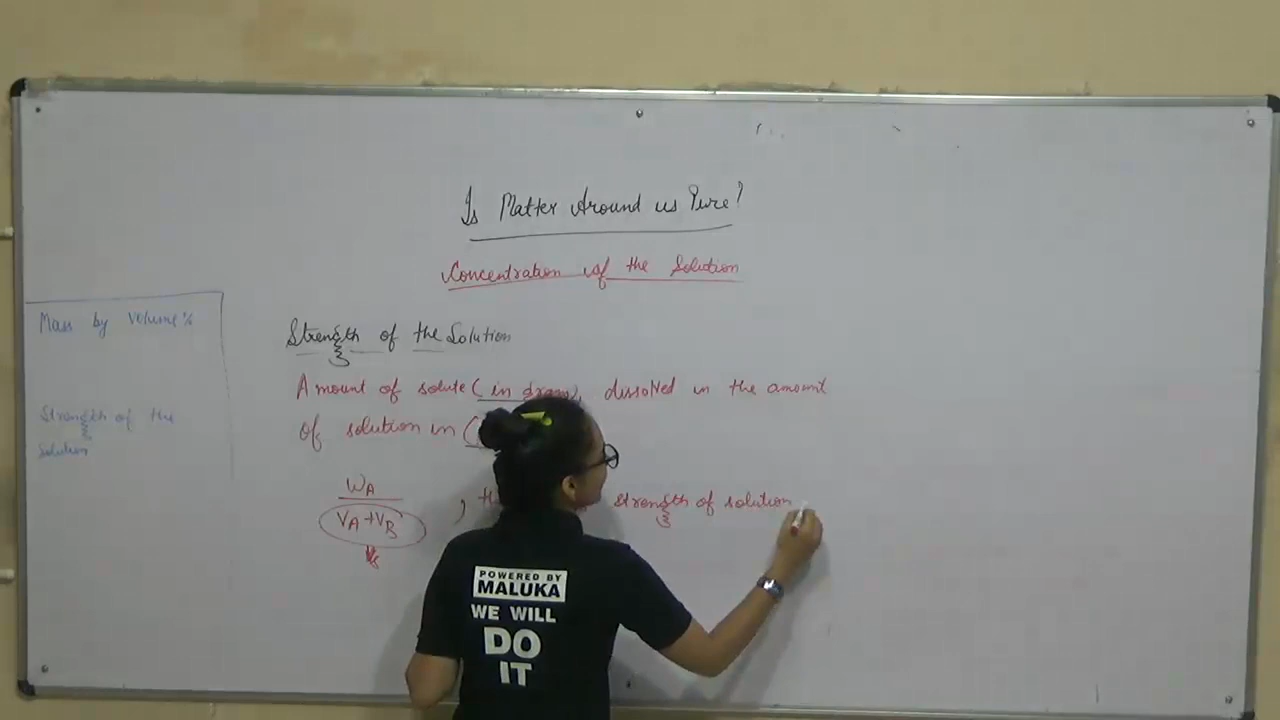 Is Matter Around us Pure?
Concentration of the Solution
Mass by Volume %
Strength of the
Solution
Strength of the Solution
Amount of solute (in gram), dissolved in the amount
of solution in (
WA
VA+VB
, strength of solution
POWERED BY
MALUKA
WE WILL
DO
IT